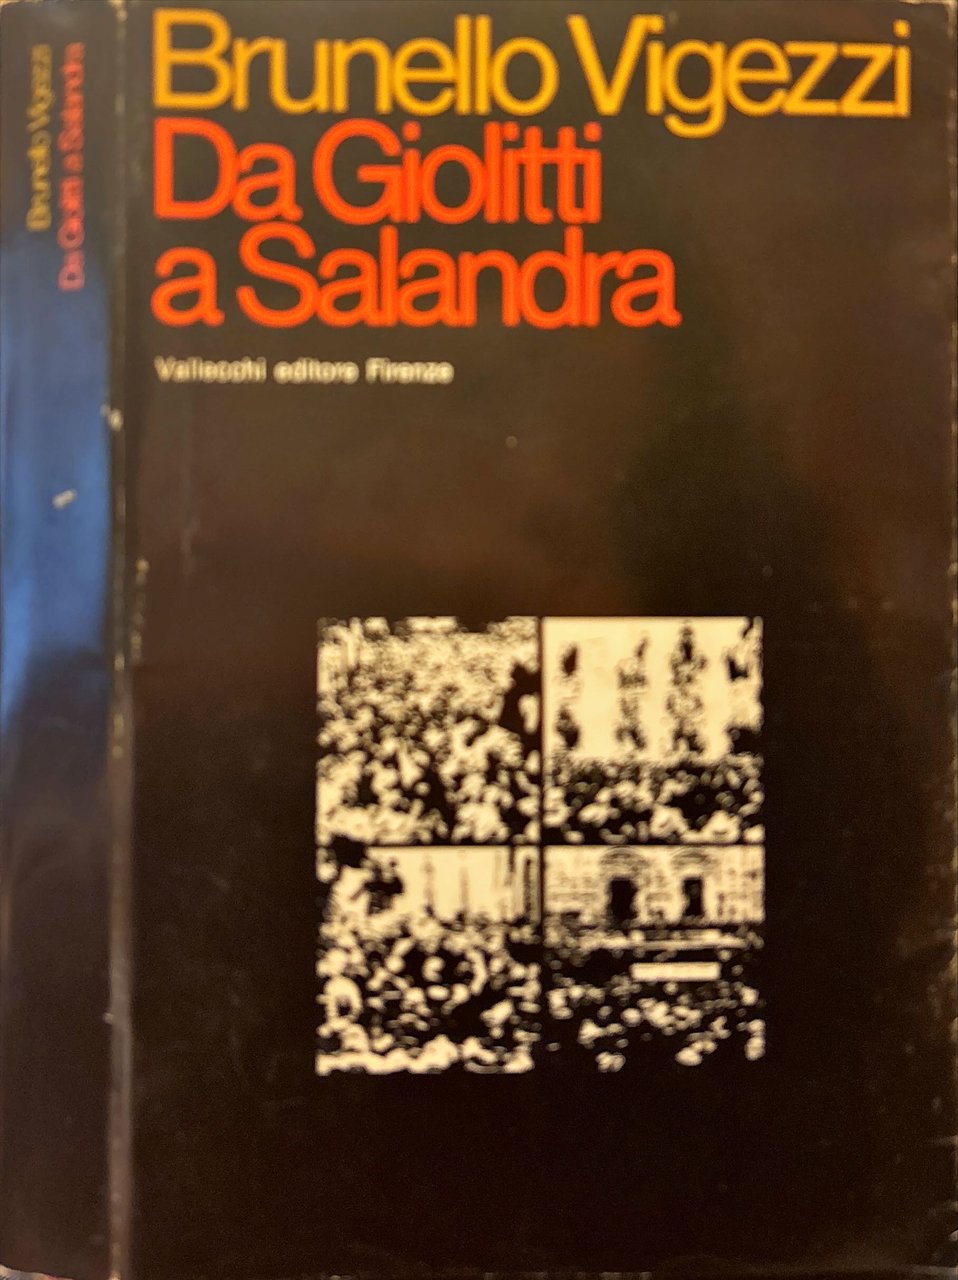 Brunello Vigezzi
Da Giolitti a Salandra
Brunello Vigezzi
Da Giolitti
a Salandra
Vallecchi editore Firenze